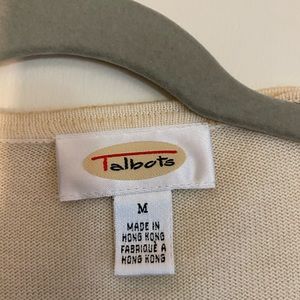 Talbots
M
MADE IN
HONG KONG
FABRIQUÉ À
HONG KONG